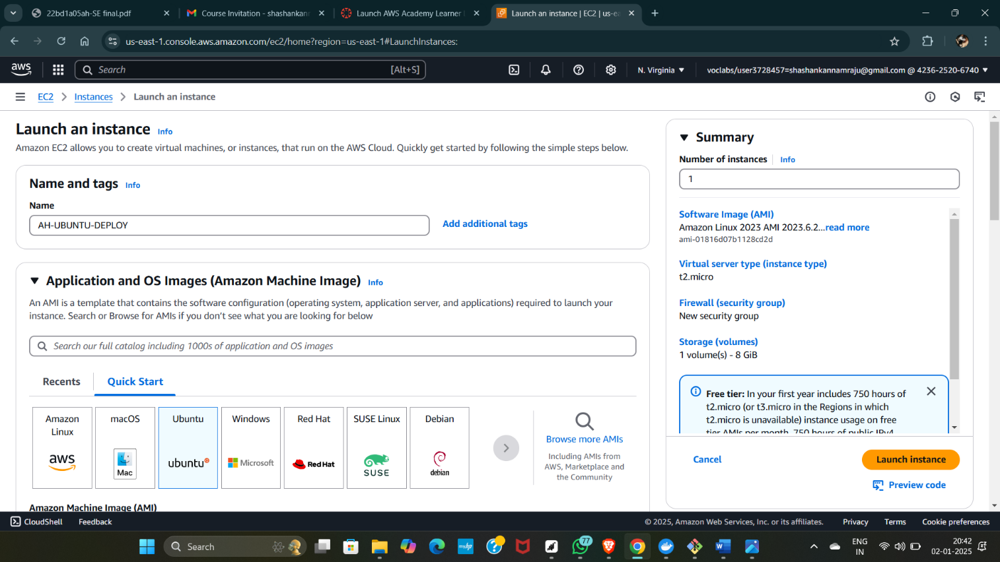 22bd1a05ah-SE final.pdf
Course Invitation - shashankanr
Launch AWS Academy Learner
Launch an instance | EC2 | us-ea
us-east-1.console.aws.amazon.com/ec2/home?region=us-east-1#LaunchInstances:
aws
Search
[Alt+S]
N. Virginia
voclabs/user3728457=shashankannamraju@gmail.com @ 4236-2520-6740
EC2
Instances
Launch an instance
Launch an instance Info
Amazon EC2 allows you to create virtual machines, or instances, that run on the AWS Cloud. Quickly get started by following the simple steps below.
Name and tags Info
Name
AH-UBUNTU-DEPLOY
Add additional tags
Application and OS Images (Amazon Machine Image) Info
An AMI is a template that contains the software configuration (operating system, application server, and applications) required to launch your
instance. Search or Browse for AMIs if you don't see what you are looking for below
Search our full catalog including 1000s of application and OS images
Recents
Quick Start
Amazon
Linux
aws
macOS
Mac
Ubuntu
ubuntu
Windows
Microsoft
Red Hat
Red Hat
SUSE Linux
SUSE
Debian
debian
Browse more AMIs
Including AMIs from
AWS, Marketplace and
the Community
Amazon Machine Image (AMI)
Summary
Number of instances Info
1
Software Image (AMI)
Amazon Linux 2023 AMI 2023.6.2...read more
ami-01816d07b1128cd2d
Virtual server type (instance type)
t2.micro
Firewall (security group)
New security group
Storage (volumes)
1 volume(s) - 8 GiB
Free tier: In your first year includes 750 hours of
t2.micro (or t3.micro in the Regions in which
t2.micro is unavailable) instance usage on free
tier AMIs per month, 750 hours of public IPv4
Cancel
Launch instance
Preview code
CloudShell
Feedback
© 2025, Amazon Web Services, Inc. or its affiliates.
Privacy
Terms
Cookie preferences
Search
myhp
77
W
ENG
IN
20:42
02-01-2025